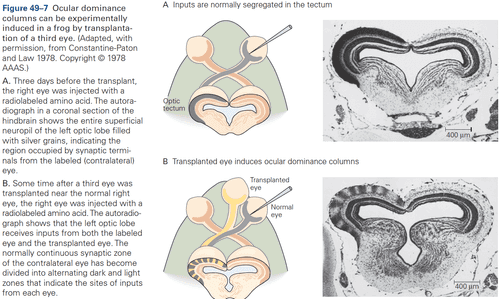 Figure 49–7 Ocular dominance
columns can be experimentally
induced in a frog by transplanta-
tion of a third eye. (Adapted, with
permission, from Constantine-Paton
and Law 1978. Copyright © 1978
AAAS.)
A. Three days before the transplant,
the right eye was injected with a
radiolabeled amino acid. The autora-
diograph in a coronal section of the
hindbrain shows the entire superficial
neuropil of the left optic lobe filled
with silver grains, indicating the
region occupied by synaptic termi-
nals from the labeled (contralateral)
eye.
B. Some time after a third eye was
transplanted near the normal right
eye, the right eye was injected with a
radiolabeled amino acid. The autoradio-
graph shows that the left optic lobe
receives inputs from both the labeled
eye and the transplanted eye. The
normally continuous synaptic zone
of the contralateral eye has become
divided into alternating dark and light
zones that indicate the sites of inputs
from each eye.
A Inputs are normally segregated in the tectum
Optic
tectum
400 µm
B Transplanted eye induces ocular dominance columns
Transplanted
eye
Normal
eye
400 µm